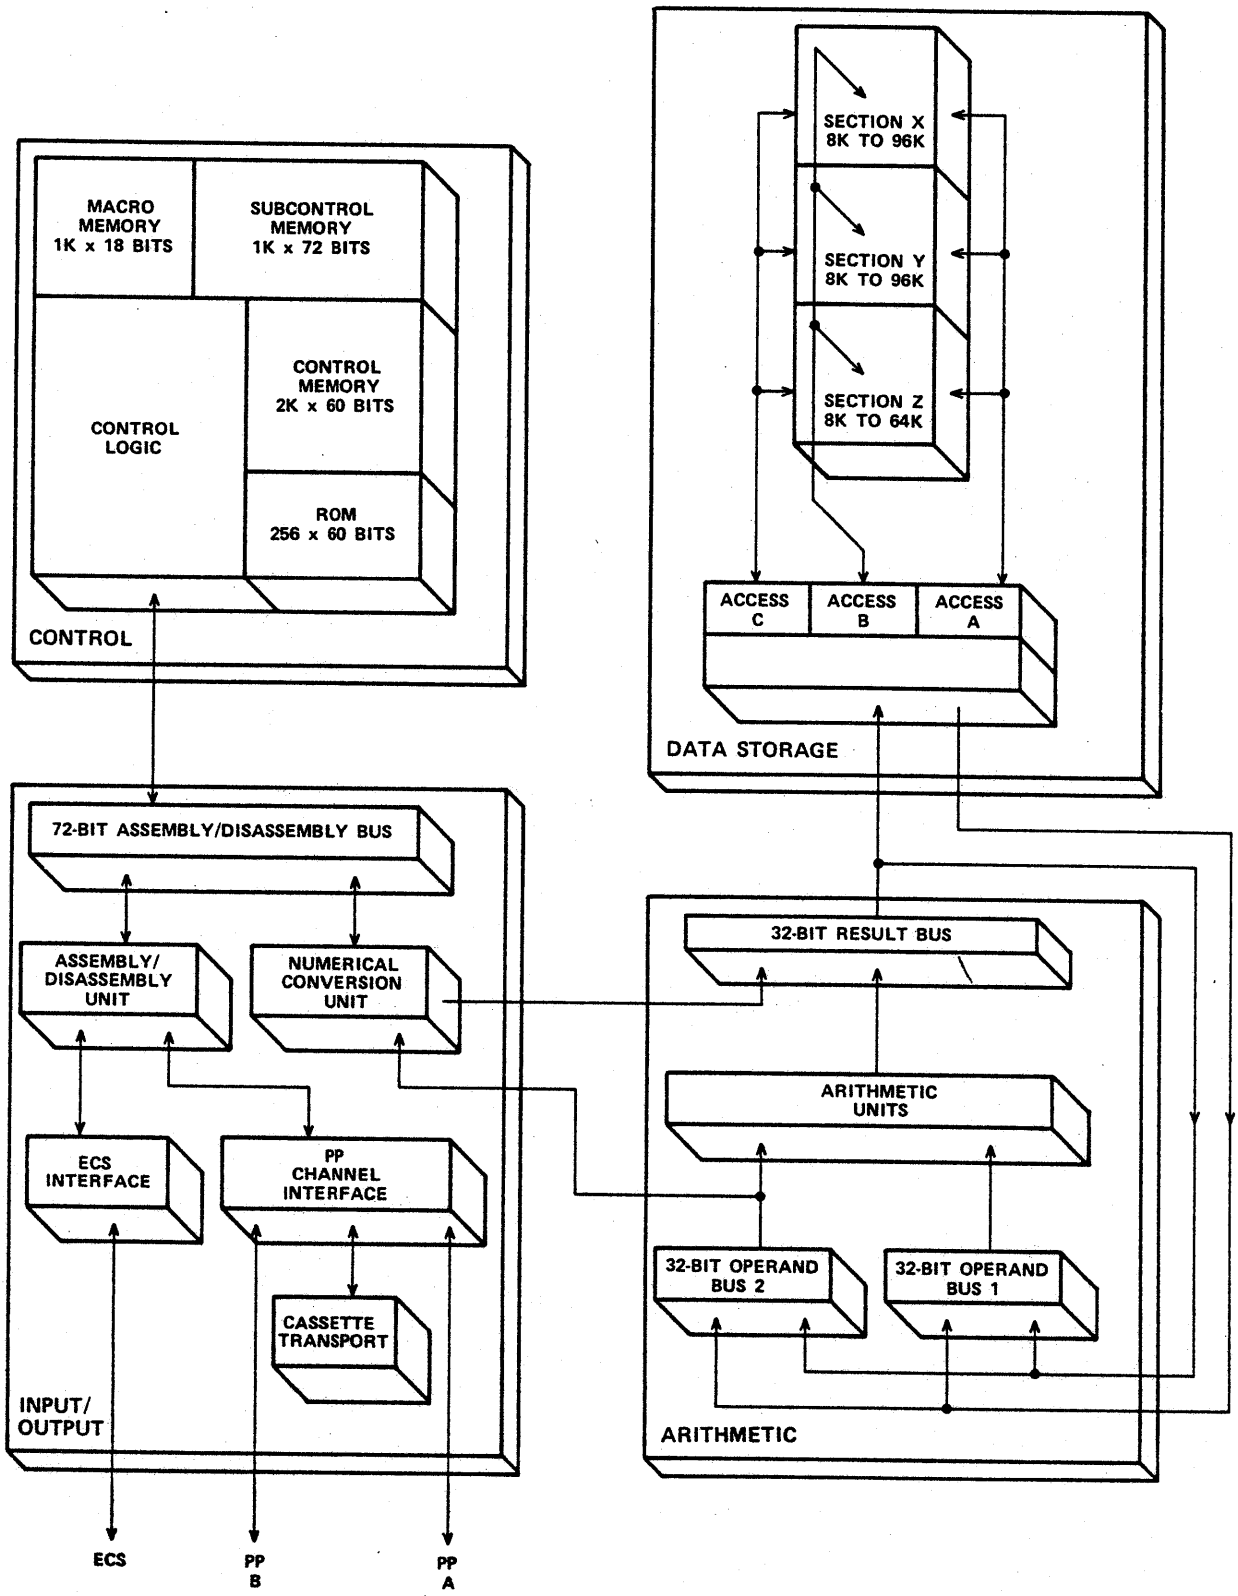 MACRO
MEMORY
1K x 18 BITS
SUBCONTROL
MEMORY
1K x 72 BITS
CONTROL
LOGIC
CONTROL
MEMORY
2K x 60 BITS
ROM
256 x 60 BITS
CONTROL
SECTION X
8K TO 96K
SECTION Y
8K TO 96K
SECTION Z
8K TO 64K
ACCESS
C
ACCESS
B
ACCESS
A
DATA STORAGE
72-BIT ASSEMBLY/DISASSEMBLY BUS
ASSEMBLY/
DISASSEMBLY
UNIT
NUMERICAL
CONVERSION
UNIT
ECS
INTERFACE
PP
CHANNEL
INTERFACE
CASSETTE
TRANSPORT
INPUT/
OUTPUT
ECS
PP
B
PP
A
32-BIT RESULT BUS
ARITHMETIC
UNITS
32-BIT OPERAND
BUS 2
32-BIT OPERAND
BUS 1
ARITHMETIC